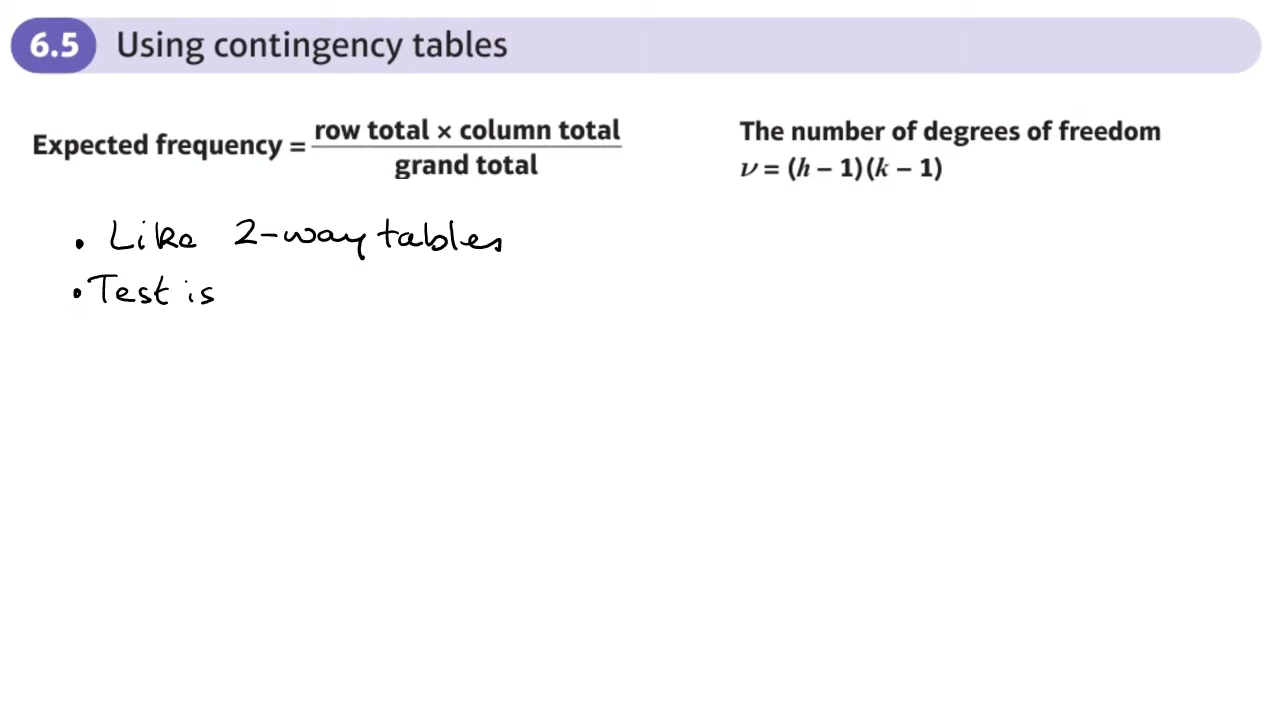 6.5 Using contingency tables
Expected frequency = row total × column total / grand total
The number of degrees of freedom
ν = (h − 1)(k − 1)
• Like 2-way tables
• Test is